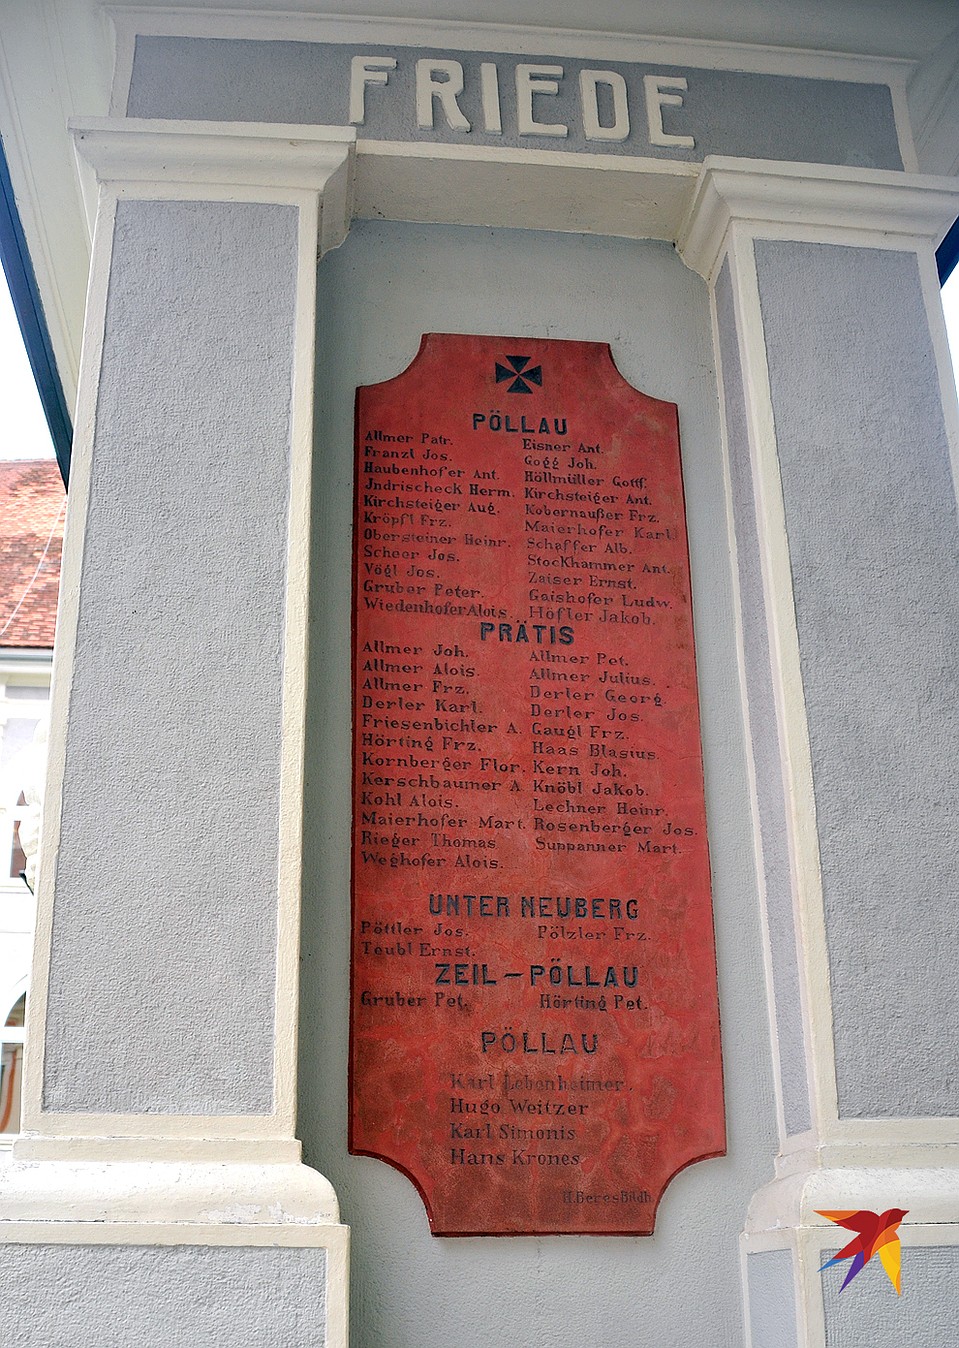 FRIEDE
PÖLLAU
Allmer Patr. Eisner Ant.
Franzl Jos. Gogg Joh.
Haubenhofer Ant. Höllmüller Gottf.
Jndrischeck Herm. Kirchsteiger Ant.
Kirchsteiger Aug. Kobernaußer Frz.
Kröpfl Frz. Maierhofer Karl
Obersteiner Heinr. Schaffer Alb.
Scheer Jos. Stockhammer Ant.
Vögl Jos. Zaiser Ernst.
Gruber Peter. Gaishofer Ludw.
Wiedenhofer Alois. Höfler Jakob.
PRÄTIS
Allmer Joh. Allmer Pet.
Allmer Alois. Allmer Julius.
Allmer Frz. Derler Georg.
Derler Karl. Derler Jos.
Friesenbichler A. Gaugl Frz.
Hörting Frz. Haas Blasius.
Kornberger Flor. Kern Joh.
Kerschbaumer A. Knöbl Jakob.
Kohl Alois. Lechner Heinr.
Maierhofer Mart. Rosenberger Jos.
Rieger Thomas Suppanner Mart.
Weghofer Alois.
UNTER NEUBERG
Pöttler Jos. Pölzler Frz.
Teubl Ernst.
ZEIL – PÖLLAU
Gruber Pet. Hörting Pet.
PÖLLAU
Karl Lebenheimer.
Hugo Weitzer
Karl Simonis
Hans Krones
H. Beres Bildh.